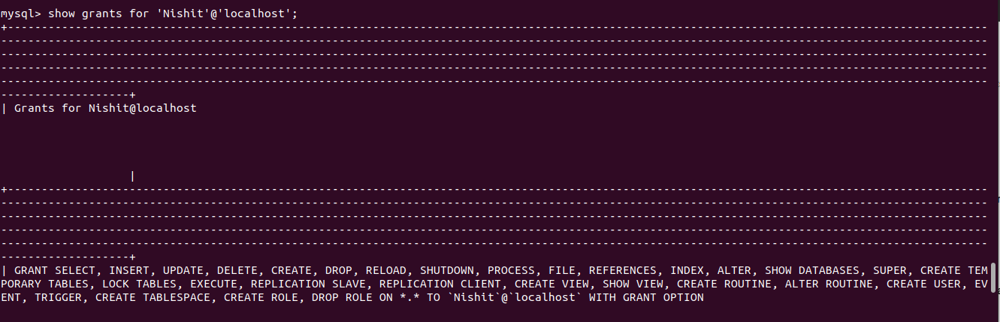 mysql> show grants for 'Nishit'@'localhost';
+-------------------------------------------------------------------------------------------------------------------------------------------------
--------------------------------------------------------------------------------------------------------------------------------------------------
--------------------------------------------------------------------------------------------------------------------------------------------------
--------------------------------------------------------------------------------------------------------------------------------------------------
--------------------------------------------------------------------------------------------------------------------------------------------------
-------------------+
| Grants for Nishit@localhost
|
+-------------------------------------------------------------------------------------------------------------------------------------------------
--------------------------------------------------------------------------------------------------------------------------------------------------
--------------------------------------------------------------------------------------------------------------------------------------------------
--------------------------------------------------------------------------------------------------------------------------------------------------
--------------------------------------------------------------------------------------------------------------------------------------------------
-------------------+
| GRANT SELECT, INSERT, UPDATE, DELETE, CREATE, DROP, RELOAD, SHUTDOWN, PROCESS, FILE, REFERENCES, INDEX, ALTER, SHOW DATABASES, SUPER, CREATE TEM
PORARY TABLES, LOCK TABLES, EXECUTE, REPLICATION SLAVE, REPLICATION CLIENT, CREATE VIEW, SHOW VIEW, CREATE ROUTINE, ALTER ROUTINE, CREATE USER, EV
ENT, TRIGGER, CREATE TABLESPACE, CREATE ROLE, DROP ROLE ON *.* TO `Nishit`@`localhost` WITH GRANT OPTION